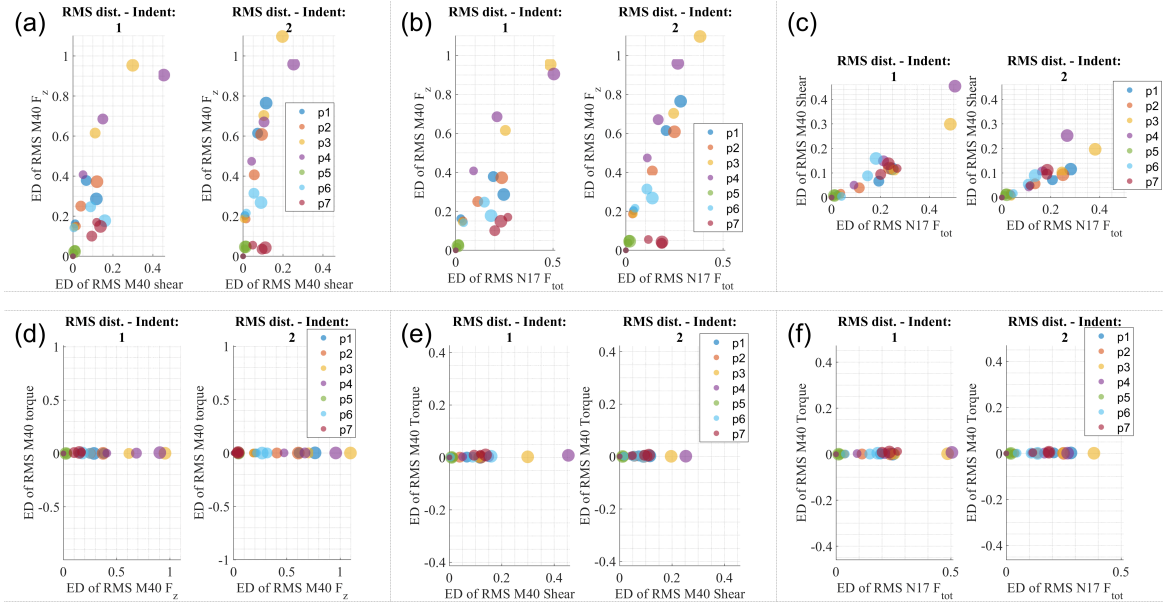 (a)
RMS dist. - Indent:
1
ED of RMS M40 F_z
1
0.8
0.6
0.4
0.2
0
0 0.2 0.4
ED of RMS M40 shear
RMS dist. - Indent:
2
ED of RMS M40 F_z
1
0.8
0.6
0.4
0.2
0
0 0.2 0.4
ED of RMS M40 shear
p1
p2
p3
p4
p5
p6
p7
(b)
RMS dist. - Indent:
1
ED of RMS M40 F_z
1
0.8
0.6
0.4
0.2
0
0 0.5
ED of RMS N17 F_tot
RMS dist. - Indent:
2
ED of RMS M40 F_z
1
0.8
0.6
0.4
0.2
0
0 0.5
ED of RMS N17 F_tot
p1
p2
p3
p4
p5
p6
p7
(c)
RMS dist. - Indent:
1
ED of RMS M40 Shear
0.4
0.3
0.2
0.1
0
0 0.2 0.4
ED of RMS N17 F_tot
RMS dist. - Indent:
2
ED of RMS M40 Shear
0.4
0.3
0.2
0.1
0
0 0.2 0.4
ED of RMS N17 F_tot
p1
p2
p3
p4
p5
p6
p7
(d)
RMS dist. - Indent:
1
ED of RMS M40 torque
1
0.5
0
-0.5
0 0.5 1
ED of RMS M40 F_z
RMS dist. - Indent:
2
ED of RMS M40 torque
1
0.5
0
-0.5
-1
0 0.5 1
ED of RMS M40 F_z
p1
p2
p3
p4
p5
p6
p7
(e)
RMS dist. - Indent:
1
ED of RMS M40 Torque
0.4
0.2
0
-0.2
-0.4
0 0.2 0.4
ED of RMS M40 Shear
RMS dist. - Indent:
2
ED of RMS M40 Torque
0.4
0.2
0
-0.2
-0.4
0 0.2 0.4
ED of RMS M40 Shear
p1
p2
p3
p4
p5
p6
p7
(f)
RMS dist. - Indent:
1
ED of RMS M40 Torque
0.4
0.2
0
-0.2
-0.4
0 0.5
ED of RMS N17 F_tot
RMS dist. - Indent:
2
ED of RMS M40 Torque
0.4
0.2
0
-0.2
-0.4
0 0.5
ED of RMS N17 F_tot
p1
p2
p3
p4
p5
p6
p7